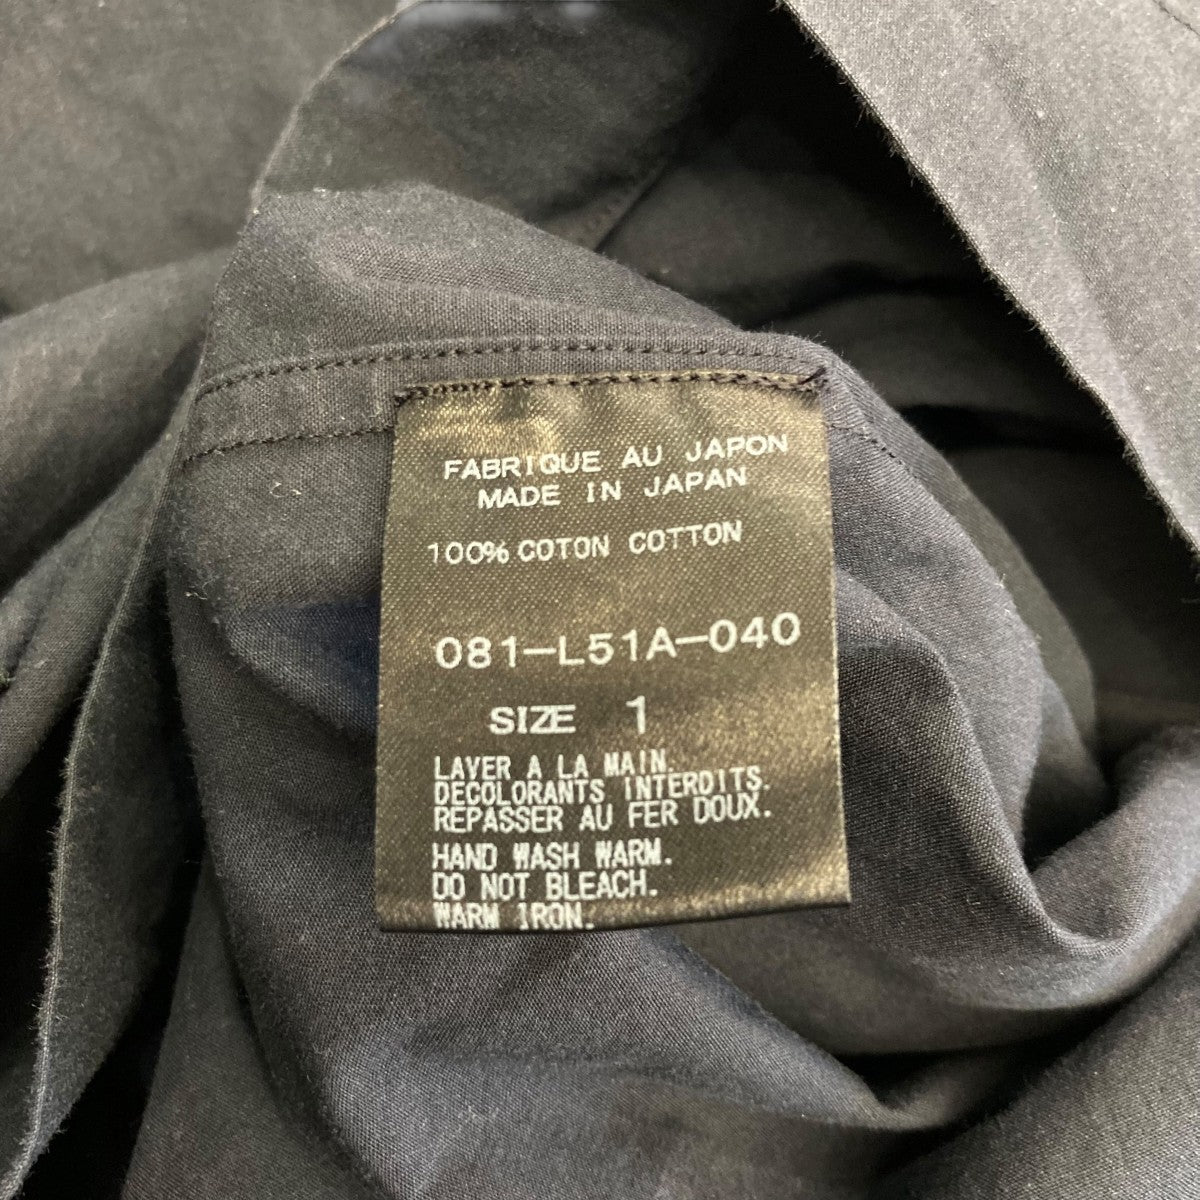 FABRIQUE AU JAPON
MADE IN JAPAN
100% COTON COTTON
081-L51A-040
SIZE 1
LAVER A LA MAIN.
DECOLORANTS INTERDITS.
REPASSER AU FER DOUX.
HAND WASH WARM.
DO NOT BLEACH.
WARM IRON.